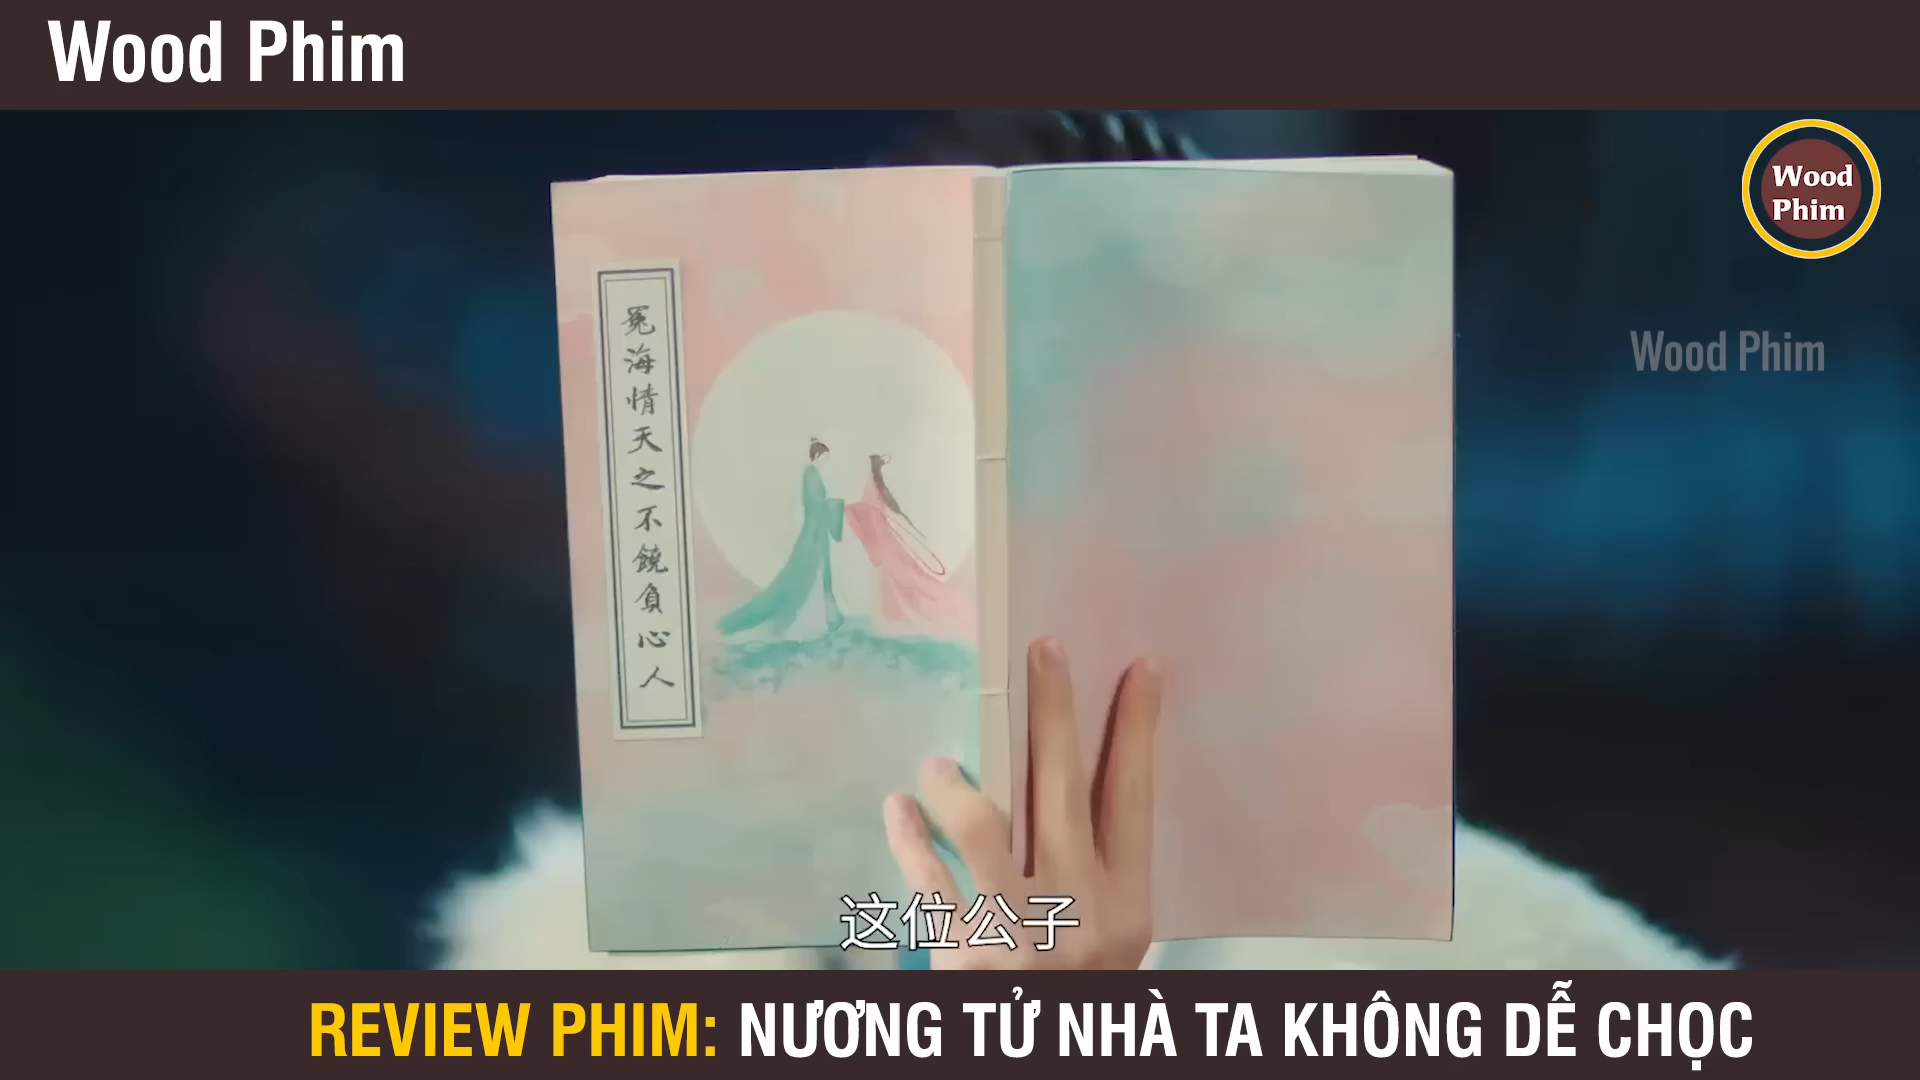 Wood Phim
Wood
Phim
Wood Phim
冤海情天之不饒負心人
这位公子
REVIEW PHIM: NƯƠNG TỬ NHÀ TA KHÔNG DỄ CHỌC